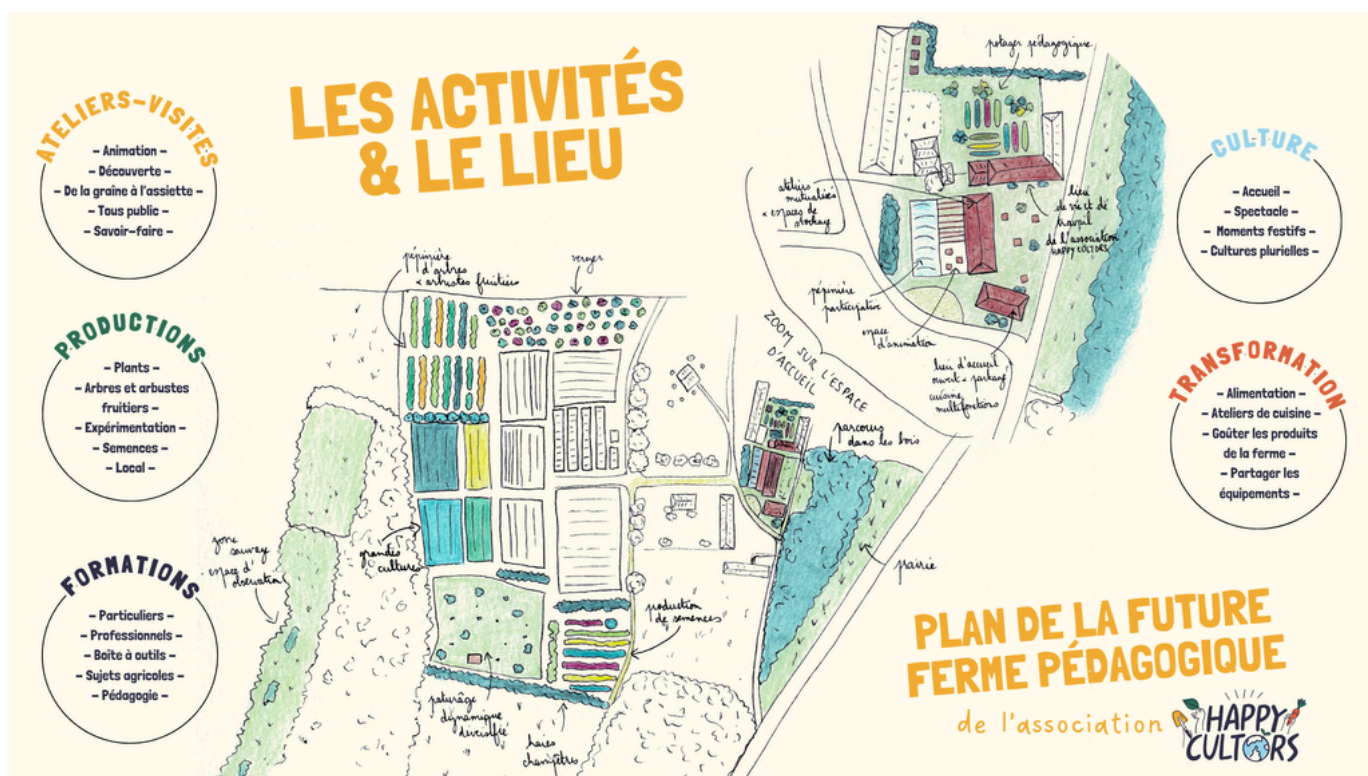 LES ACTIVITÉS
& LE LIEU
ATELIERS-VISITES
– Animation –
– Découverte –
– De la graine à l'assiette –
– Tous public –
– Savoir-faire –
PRODUCTIONS
– Plants –
– Arbres et arbustes
fruitiers –
– Expérimentation –
– Semences –
– Local –
FORMATIONS
– Particuliers –
– Professionnels –
– Boîte à outils –
– Sujets agricoles –
– Pédagogie –
pépinière
d'arbres
& arbustes fruitiers
verger
zone
sauvage
espace d'
observation
grandes
cultures
paturâge
dynamique
diversifié
haies
champêtres
production
de semences
parcours
dans les bois
prairie
ZOOM SUR L'ESPACE
D'ACCUEIL
potager pédagogique
ateliers
mutualisés
& espaces de
stockage
lieu
de vie et de
travail
de l'association
HAPPY CULTORS
pépinière
participative
espace
d'animation
lieu d'accueil
ouvert & partagé
cuisine
multifonctions
CULTURE
– Accueil –
– Spectacle –
– Moments festifs –
– Cultures plurielles –
TRANSFORMATION
– Alimentation –
– Ateliers de cuisine –
– Goûter les produits
de la ferme –
– Partager les
équipements –
PLAN DE LA FUTURE
FERME PÉDAGOGIQUE
de l'association
HAPPY
CULTORS